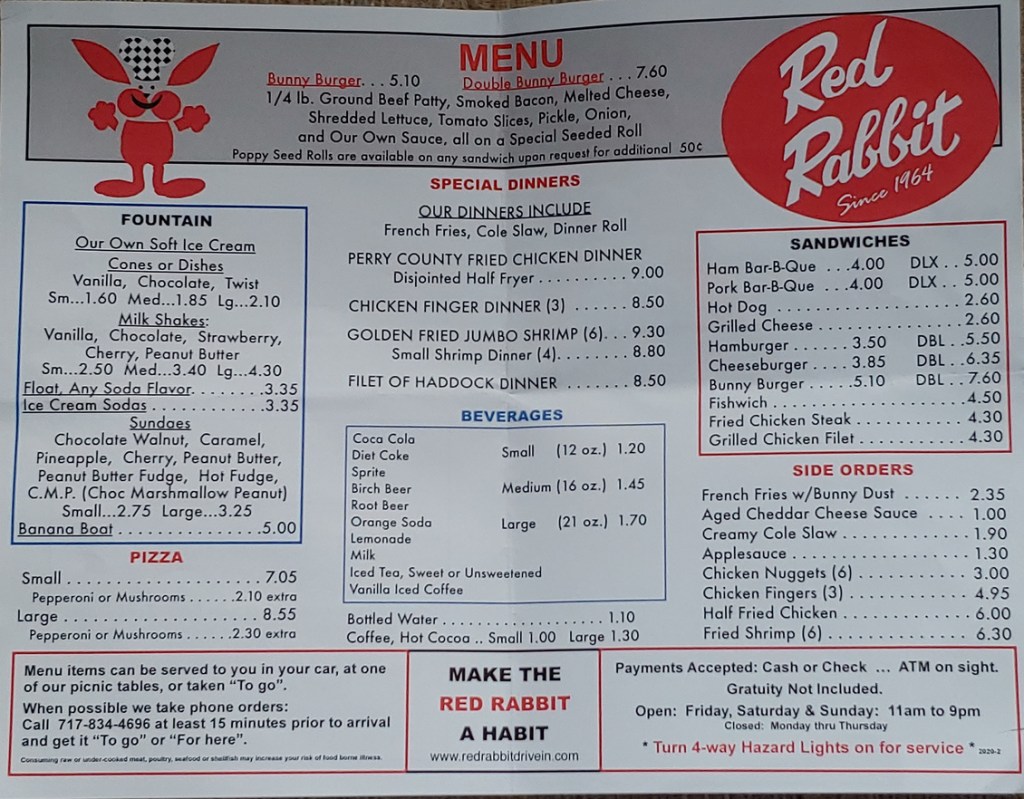 MENU
Bunny Burger. . . 5.10 Double Bunny Burger . . . 7.60
1/4 lb. Ground Beef Patty, Smoked Bacon, Melted Cheese,
Shredded Lettuce, Tomato Slices, Pickle, Onion,
and Our Own Sauce, all on a Special Seeded Roll
Poppy Seed Rolls are available on any sandwich upon request for additional 50¢
Red
Rabbit
Since 1964
FOUNTAIN
Our Own Soft Ice Cream
Cones or Dishes
Vanilla, Chocolate, Twist
Sm...1.60 Med...1.85 Lg...2.10
Milk Shakes:
Vanilla, Chocolate, Strawberry,
Cherry, Peanut Butter
Sm...2.50 Med...3.40 Lg...4.30
Float, Any Soda Flavor. . . . . . . .3.35
Ice Cream Sodas . . . . . . . . . . . .3.35
Sundaes
Chocolate Walnut, Caramel,
Pineapple, Cherry, Peanut Butter,
Peanut Butter Fudge, Hot Fudge,
C.M.P. (Choc Marshmallow Peanut)
Small...2.75 Large...3.25
Banana Boat . . . . . . . . . . . . . . .5.00
PIZZA
Small . . . . . . . . . . . . . . . . . . . . . 7.05
Pepperoni or Mushrooms . . . . . .2.10 extra
Large . . . . . . . . . . . . . . . . . . . . . 8.55
Pepperoni or Mushrooms . . . . . .2.30 extra
SPECIAL DINNERS
OUR DINNERS INCLUDE
French Fries, Cole Slaw, Dinner Roll
PERRY COUNTY FRIED CHICKEN DINNER
Disjointed Half Fryer . . . . . . . . . . 9.00
CHICKEN FINGER DINNER (3) . . . . . . 8.50
GOLDEN FRIED JUMBO SHRIMP (6). . . 9.30
Small Shrimp Dinner (4). . . . . . . . 8.80
FILET OF HADDOCK DINNER . . . . . . . 8.50
BEVERAGES
Coca Cola
Diet Coke
Sprite
Birch Beer
Root Beer
Orange Soda
Lemonade
Milk
Iced Tea, Sweet or Unsweetened
Vanilla Iced Coffee
Small (12 oz.) 1.20
Medium (16 oz.) 1.45
Large (21 oz.) 1.70
Bottled Water . . . . . . . . . . . . . . . . . . 1.10
Coffee, Hot Cocoa .. Small 1.00 Large 1.30
SANDWICHES
Ham Bar-B-Que . . .4.00 DLX . . 5.00
Pork Bar-B-Que . . .4.00 DLX . . 5.00
Hot Dog . . . . . . . . . . . . . . . . . . 2.60
Grilled Cheese . . . . . . . . . . . . . . 2.60
Hamburger . . . . 3.50 DBL . . 5.50
Cheeseburger . . . . 3.85 DBL . . 6.35
Bunny Burger . . . . .5.10 DBL . . 7.60
Fishwich . . . . . . . . . . . . . . . . . . 4.50
Fried Chicken Steak . . . . . . . . . . . 4.30
Grilled Chicken Filet . . . . . . . . . . . 4.30
SIDE ORDERS
French Fries w/Bunny Dust . . . . . . 2.35
Aged Cheddar Cheese Sauce . . . . 1.00
Creamy Cole Slaw . . . . . . . . . . . . 1.90
Applesauce . . . . . . . . . . . . . . . . 1.30
Chicken Nuggets (6) . . . . . . . . . . . 3.00
Chicken Fingers (3) . . . . . . . . . . . . 4.95
Half Fried Chicken . . . . . . . . . . . . 6.00
Fried Shrimp (6) . . . . . . . . . . . . . . 6.30
Menu items can be served to you in your car, at one
of our picnic tables, or taken “To go”.
When possible we take phone orders:
Call 717-834-4696 at least 15 minutes prior to arrival
and get it “To go” or “For here”.
Consuming raw or under-cooked meat, poultry, seafood or shellfish may increase your risk of food borne illness.
MAKE THE
RED RABBIT
A HABIT
www.redrabbitdrivein.com
Payments Accepted: Cash or Check ... ATM on sight.
Gratuity Not Included.
Open: Friday, Saturday & Sunday: 11am to 9pm
Closed: Monday thru Thursday
* Turn 4-way Hazard Lights on for service * 2020-2